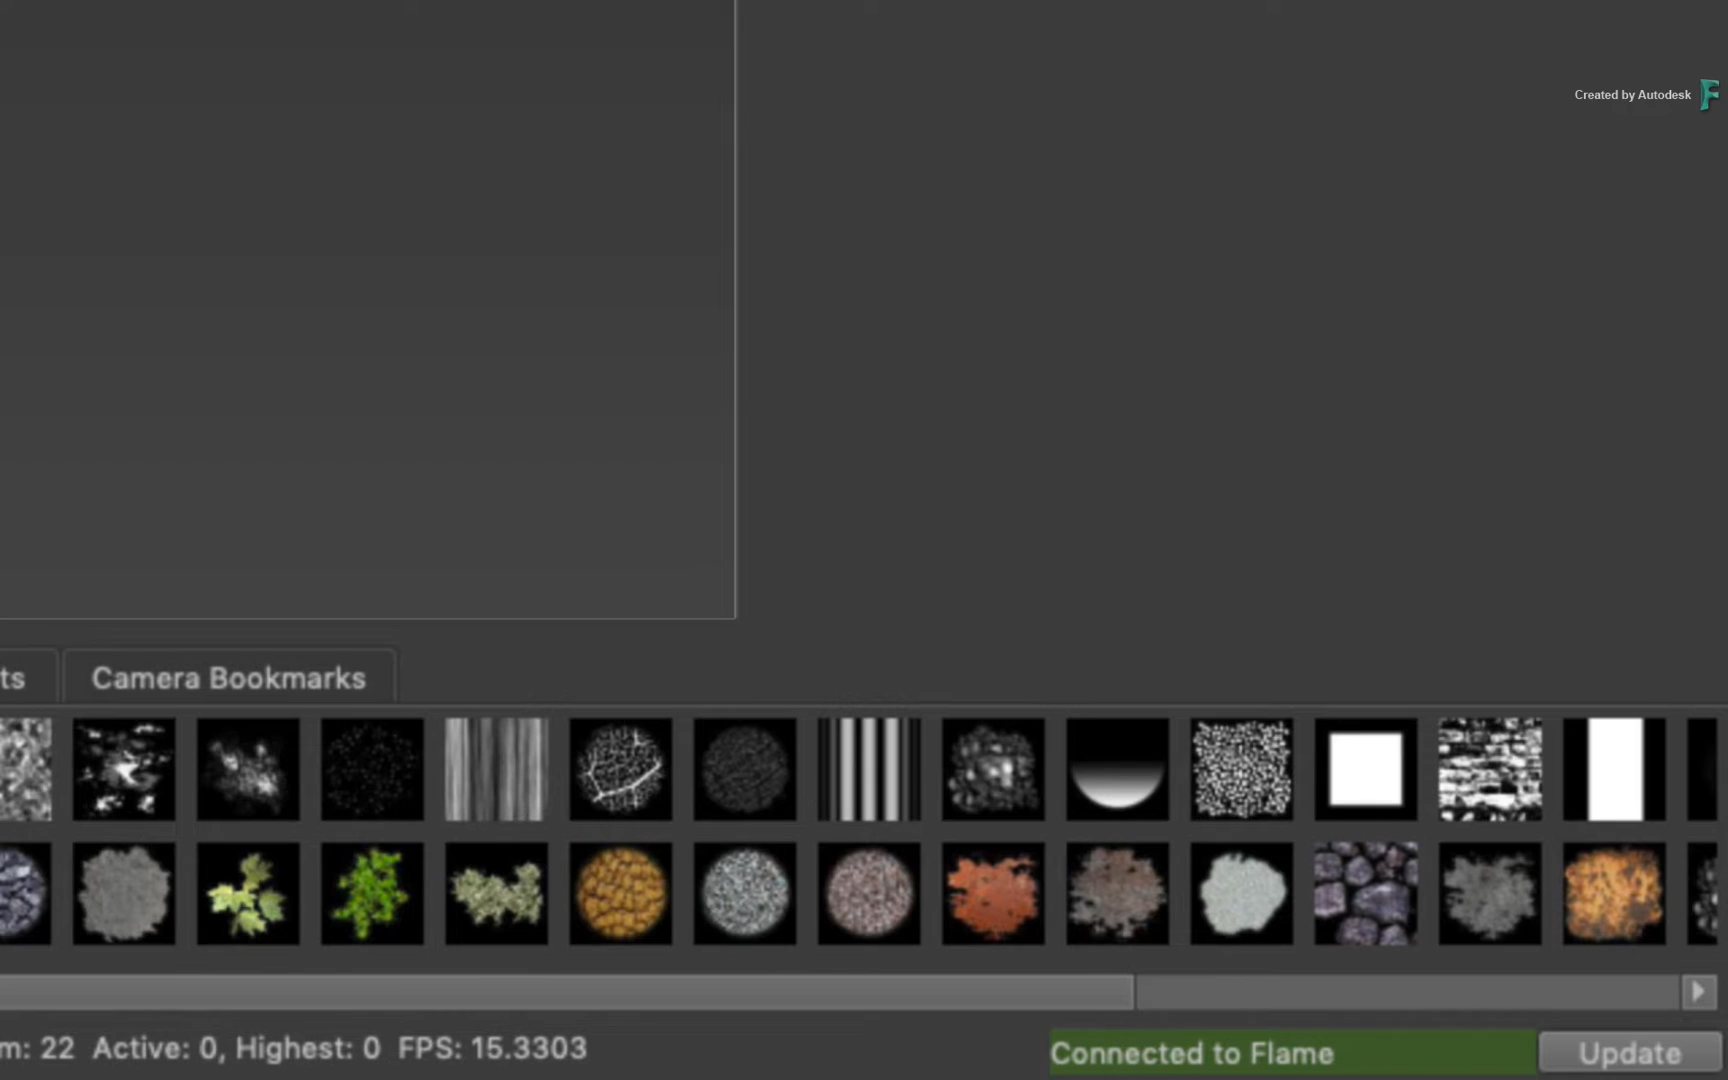 Created by Autodesk
ts
Camera Bookmarks
m: 22 Active: 0, Highest: 0 FPS: 15.3303
Connected to Flame
Update